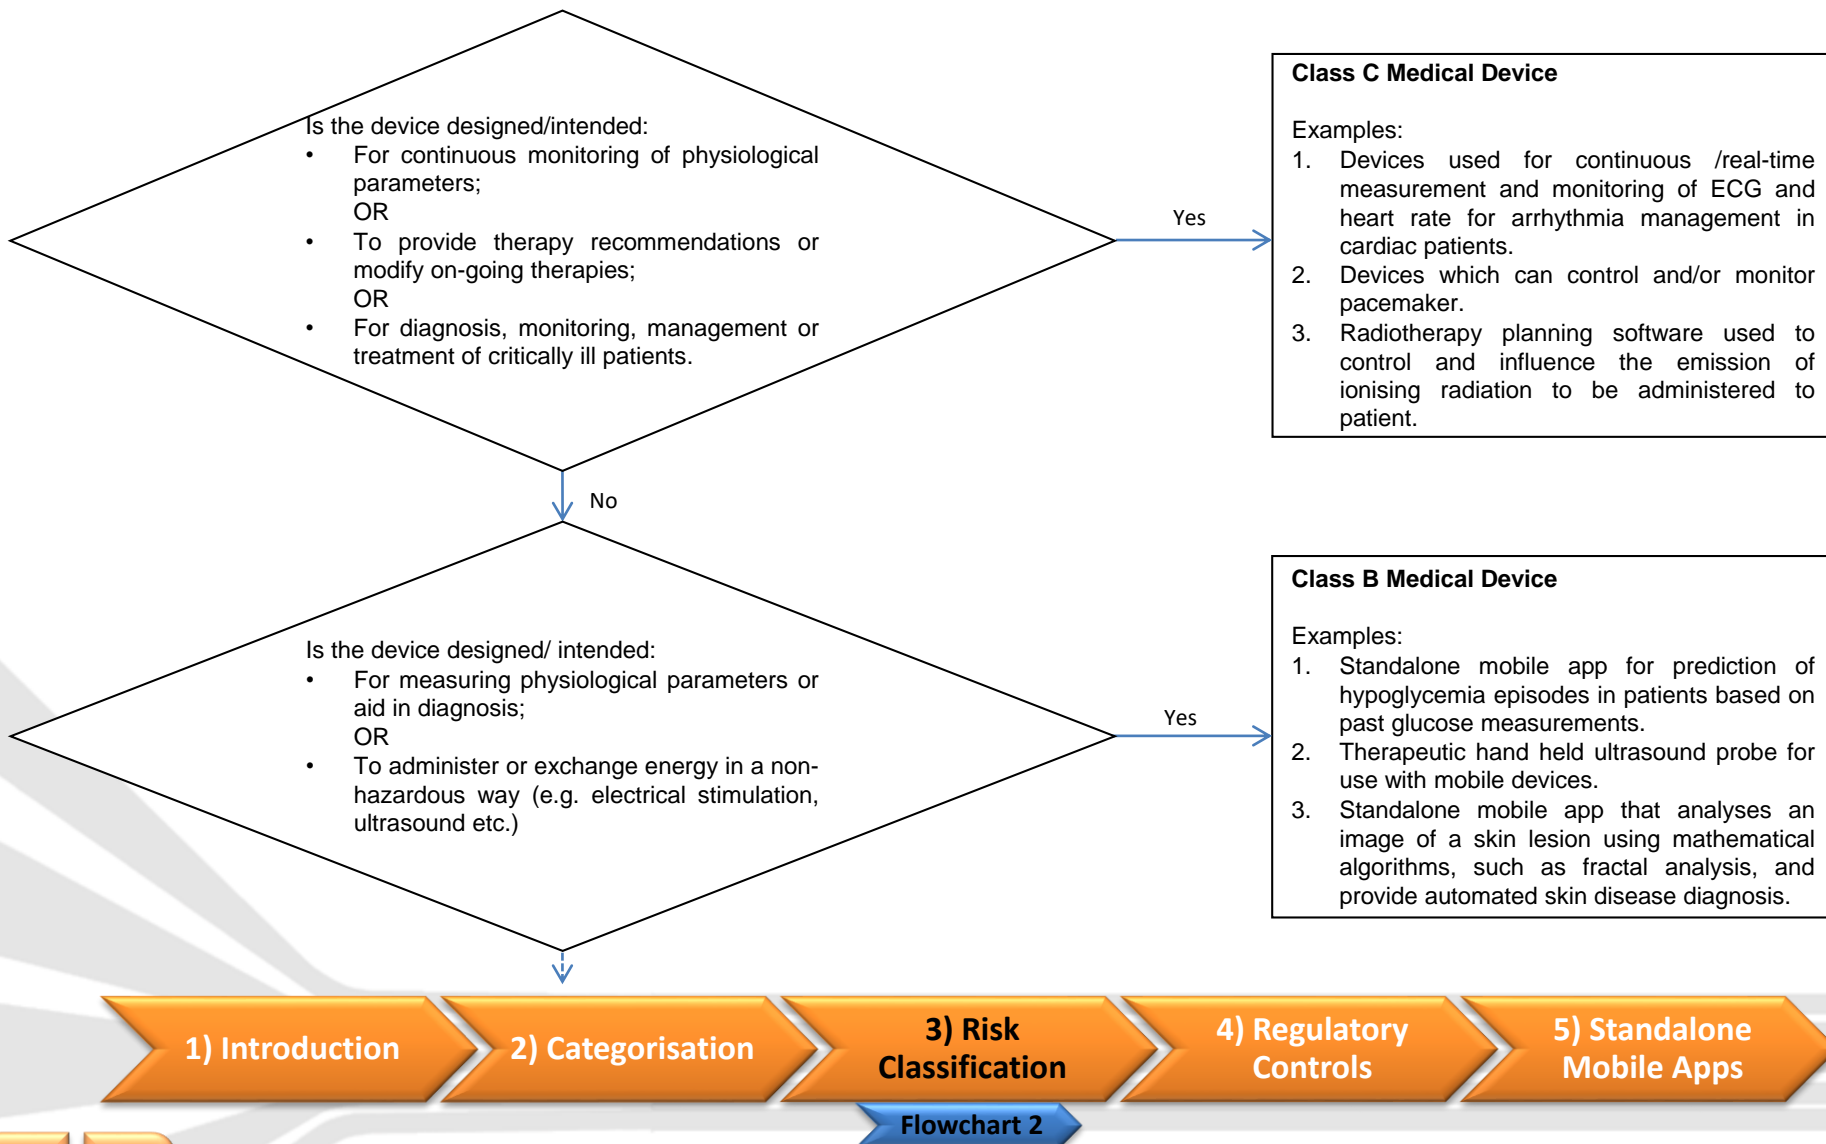 Is the device designed/intended:
• For continuous monitoring of physiological
parameters;
OR
• To provide therapy recommendations or
modify on-going therapies;
OR
• For diagnosis, monitoring, management or
treatment of critically ill patients.
Yes
Class C Medical Device
Examples:
1. Devices used for continuous /real-time
measurement and monitoring of ECG and
heart rate for arrhythmia management in
cardiac patients.
2. Devices which can control and/or monitor
pacemaker.
3. Radiotherapy planning software used to
control and influence the emission of
ionising radiation to be administered to
patient.
No
Is the device designed/ intended:
• For measuring physiological parameters or
aid in diagnosis;
OR
• To administer or exchange energy in a non-
hazardous way (e.g. electrical stimulation,
ultrasound etc.)
Yes
Class B Medical Device
Examples:
1. Standalone mobile app for prediction of
hypoglycemia episodes in patients based on
past glucose measurements.
2. Therapeutic hand held ultrasound probe for
use with mobile devices.
3. Standalone mobile app that analyses an
image of a skin lesion using mathematical
algorithms, such as fractal analysis, and
provide automated skin disease diagnosis.
1) Introduction
2) Categorisation
3) Risk
Classification
4) Regulatory
Controls
5) Standalone
Mobile Apps
Flowchart 2